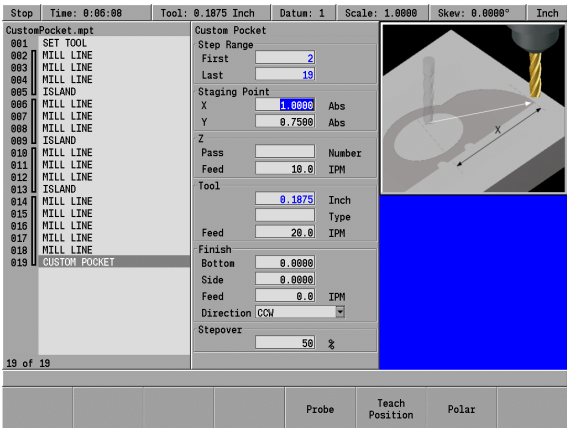 Stop Time: 0:06:08 Tool: 0.1875 Inch Datum: 1 Scale: 1.0000 Skew: 0.0000° Inch
CustomPocket.mpt
001 SET TOOL
002 MILL LINE
003 MILL LINE
004 MILL LINE
005 ISLAND
006 MILL LINE
007 MILL LINE
008 MILL LINE
009 ISLAND
010 MILL LINE
011 MILL LINE
012 MILL LINE
013 ISLAND
014 MILL LINE
015 MILL LINE
016 MILL LINE
017 MILL LINE
018 MILL LINE
019 CUSTOM POCKET
19 of 19
Custom Pocket
Step Range
First 2
Last 19
Staging Point
X 1.0000 Abs
Y 0.7500 Abs
Z
Pass Number
Feed 10.0 IPM
Tool
0.1875 Inch
Type
Feed 20.0 IPM
Finish
Bottom 0.0000
Side 0.0000
Feed 0.0 IPM
Direction CCW
Stepover
50 %
X
Probe
Teach Position
Polar